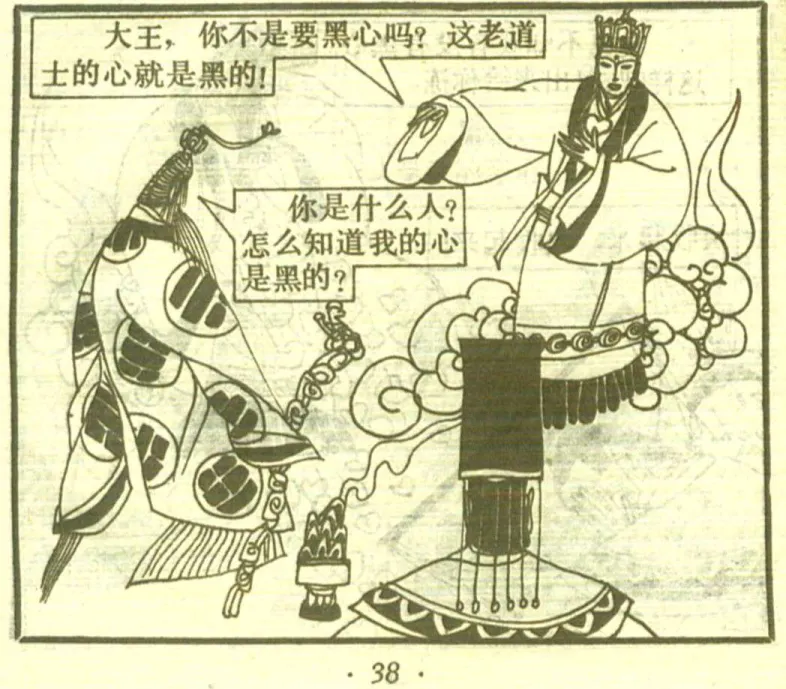 大王，你不是要黑心吗？这老道
士的心就是黑的！
你是什么人？
怎么知道我的心
是黑的？
· 38 ·